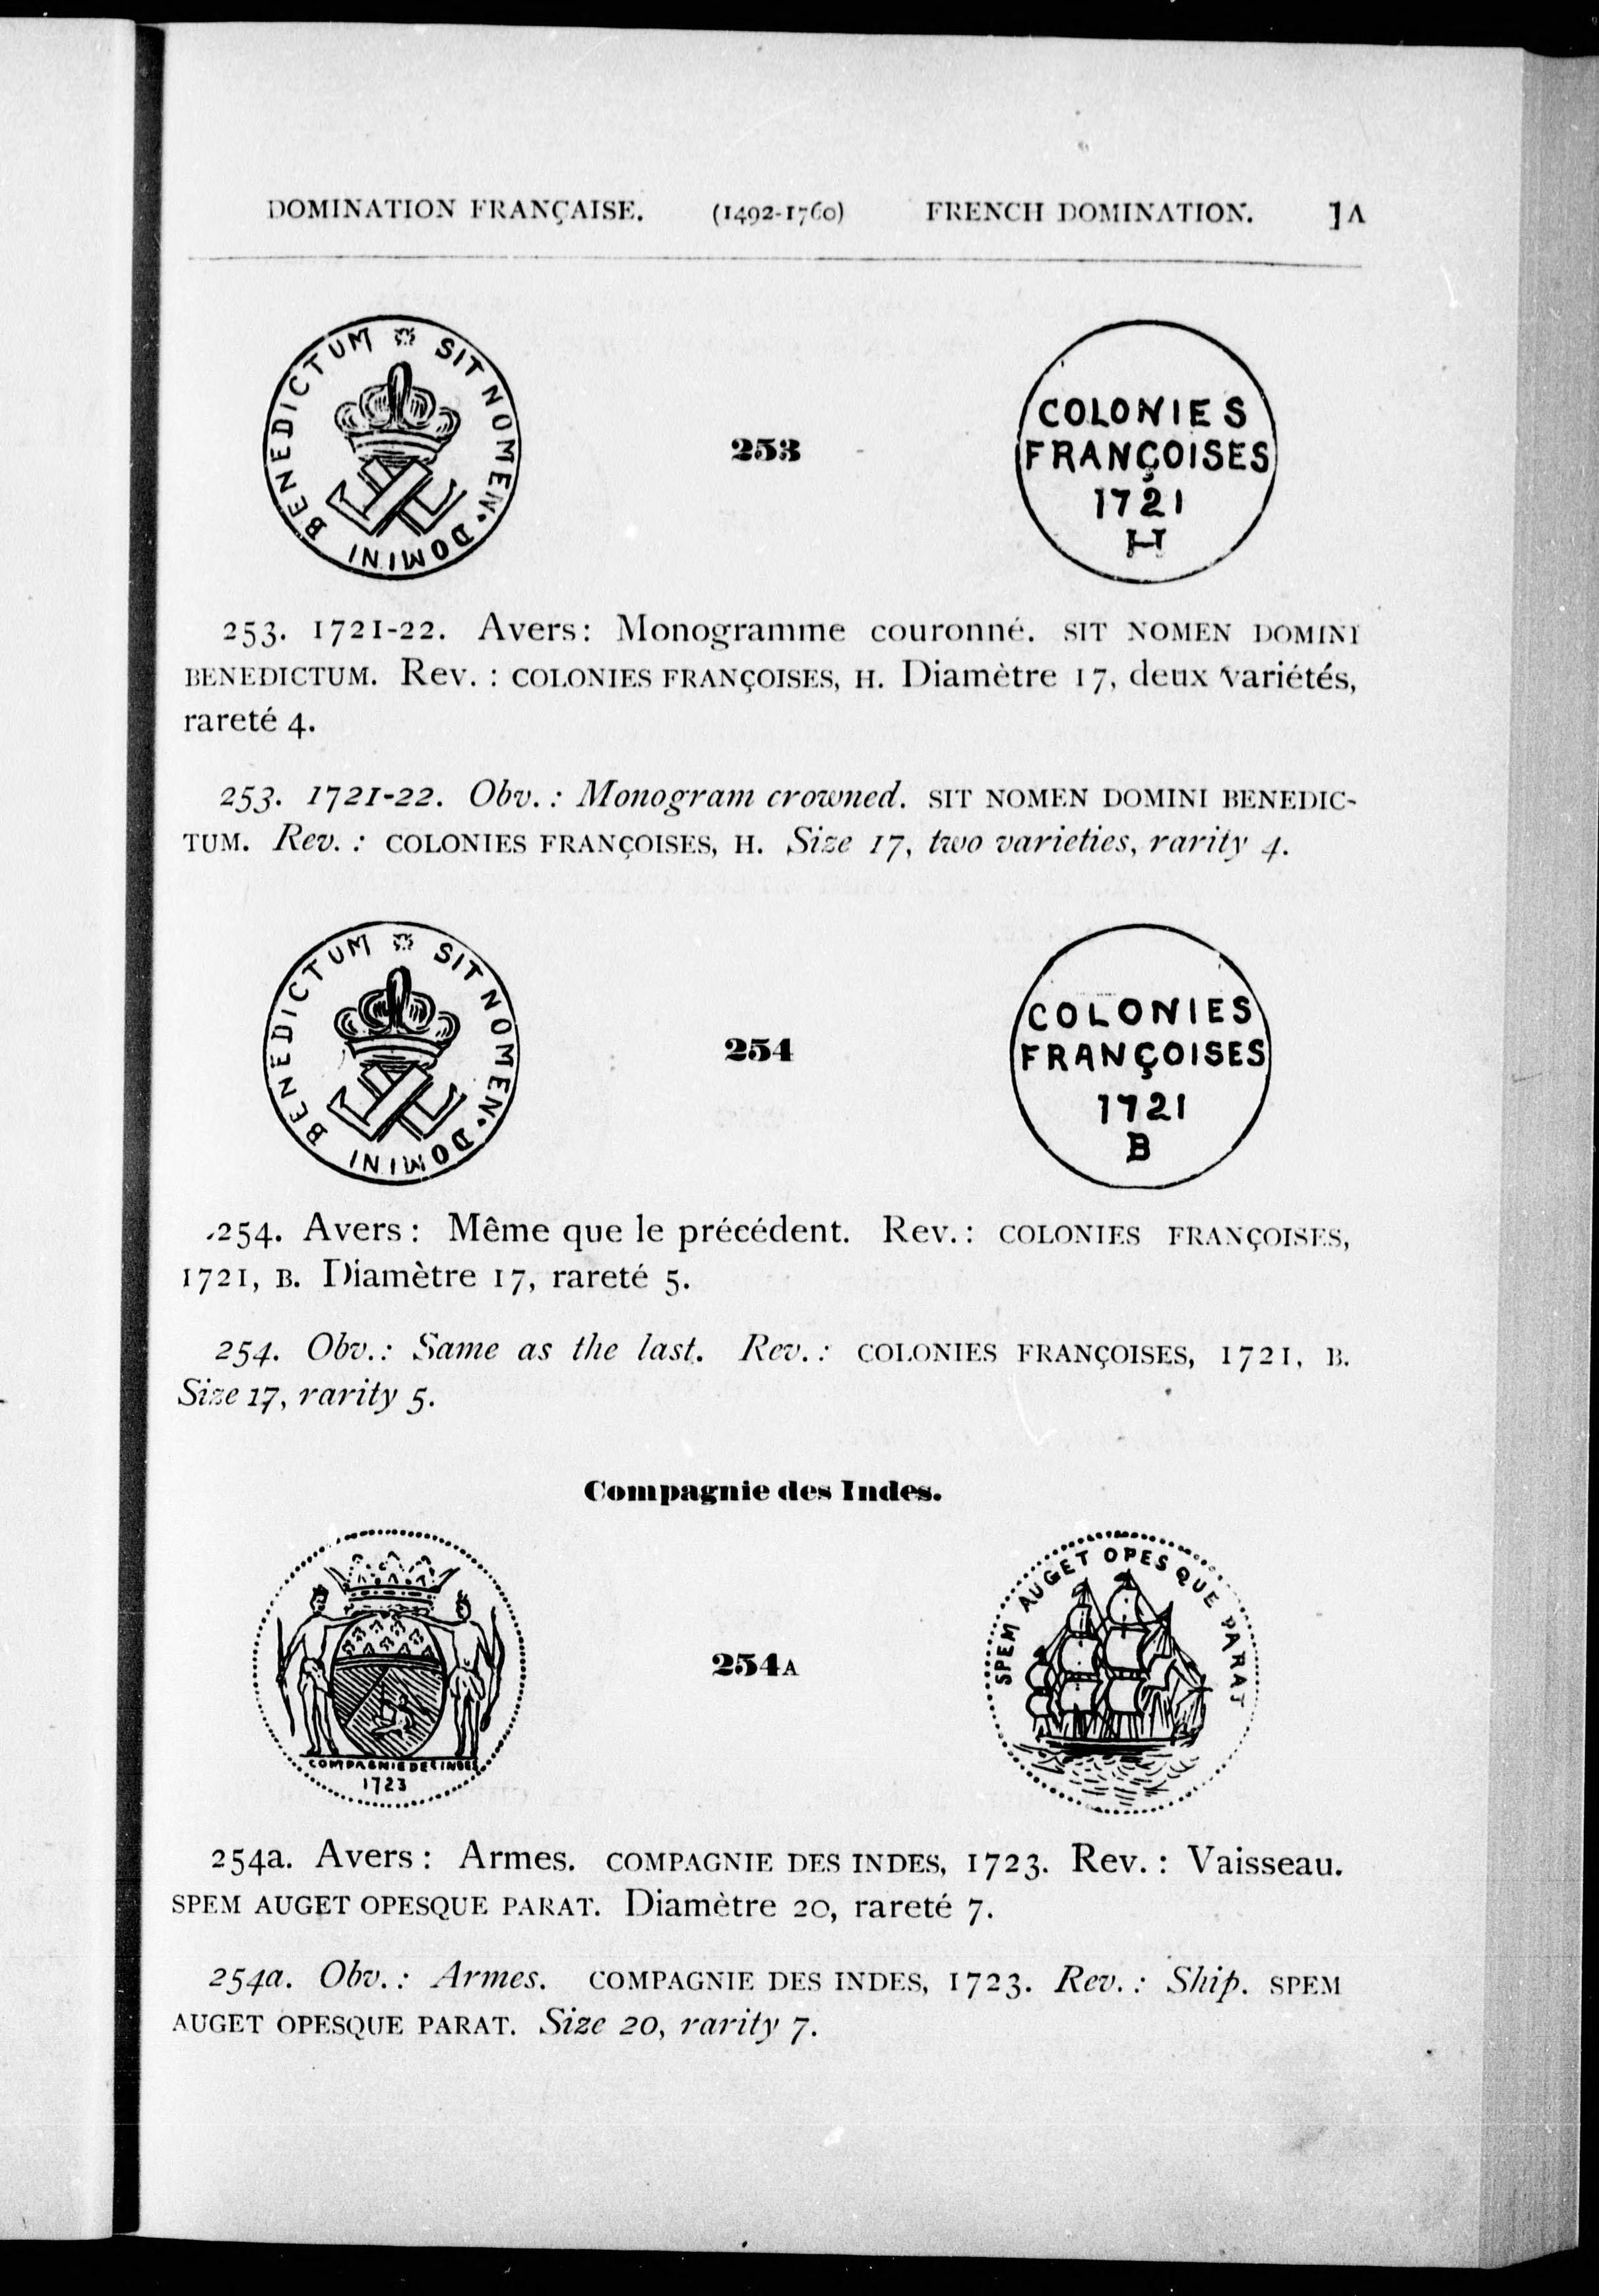 DOMINATION FRANÇAISE. (1492-1760) FRENCH DOMINATION.
SIT NOMEN · DOMINI BENEDICTUM
253
COLONIES
FRANÇOISES
1721
H
253. 1721-22. Avers : Monogramme couronné. SIT NOMEN DOMINI
BENEDICTUM. Rev. : COLONIES FRANÇOISES, H. Diamètre 17, deux variétés,
rareté 4.
253. 1721-22. Obv. : Monogram crowned. SIT NOMEN DOMINI BENEDIC-
TUM. Rev. : COLONIES FRANÇOISES, H. Size 17, two varieties, rarity 4.
SIT NOMEN · DOMINI BENEDICTUM
254
COLONIES
FRANÇOISES
1721
B
254. Avers : Même que le précédent. Rev. : COLONIES FRANÇOISES,
1721, B. Diamètre 17, rareté 5.
254. Obv. : Same as the last. Rev. : COLONIES FRANÇOISES, 1721, B.
Size 17, rarity 5.
Compagnie des Indes.
COMPAGNIE DES INDES
1723
254A
SPEM AUGET OPES QUE PARAT
254a. Avers : Armes. COMPAGNIE DES INDES, 1723. Rev. : Vaisseau.
SPEM AUGET OPESQUE PARAT. Diamètre 20, rareté 7.
254a. Obv. : Armes. COMPAGNIE DES INDES, 1723. Rev. : Ship. SPEM
AUGET OPESQUE PARAT. Size 20, rarity 7.